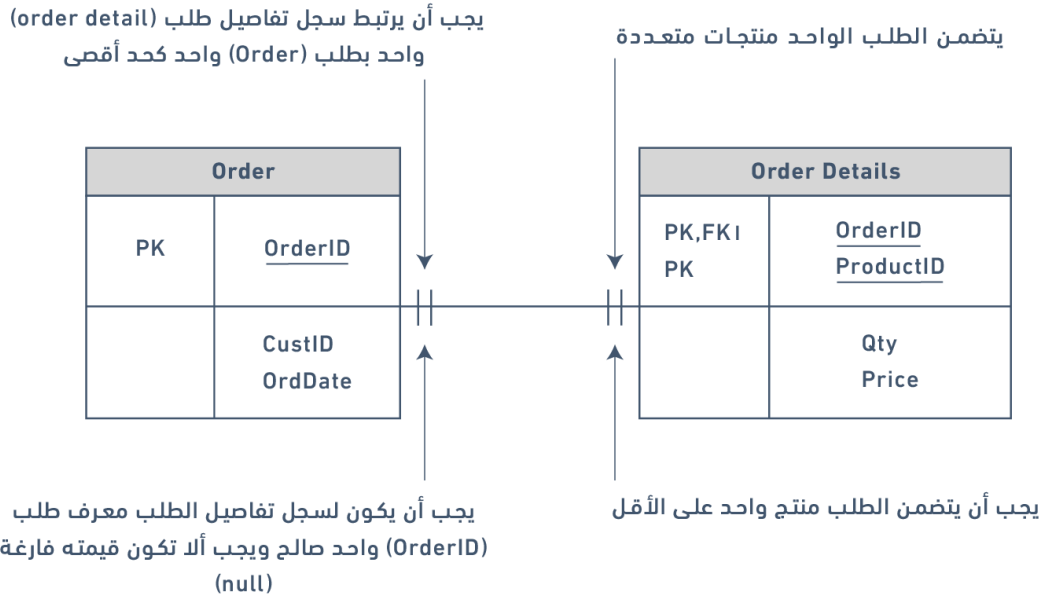 يجب أن يرتبط سجل تفاصيل طلب (order detail)
واحد بطلب (Order) واحد كحد أقصى
يتضمن الطلب الواحد منتجات متعددة
Order
PK
OrderID
CustID
OrdDate
Order Details
PK,FK1
OrderID
PK
ProductID
Qty
Price
يجب أن يكون لسجل تفاصيل الطلب معرف طلب
(OrderID) واحد صالح ويجب ألا تكون قيمته فارغة
(null)
يجب أن يتضمن الطلب منتج واحد على الأقل